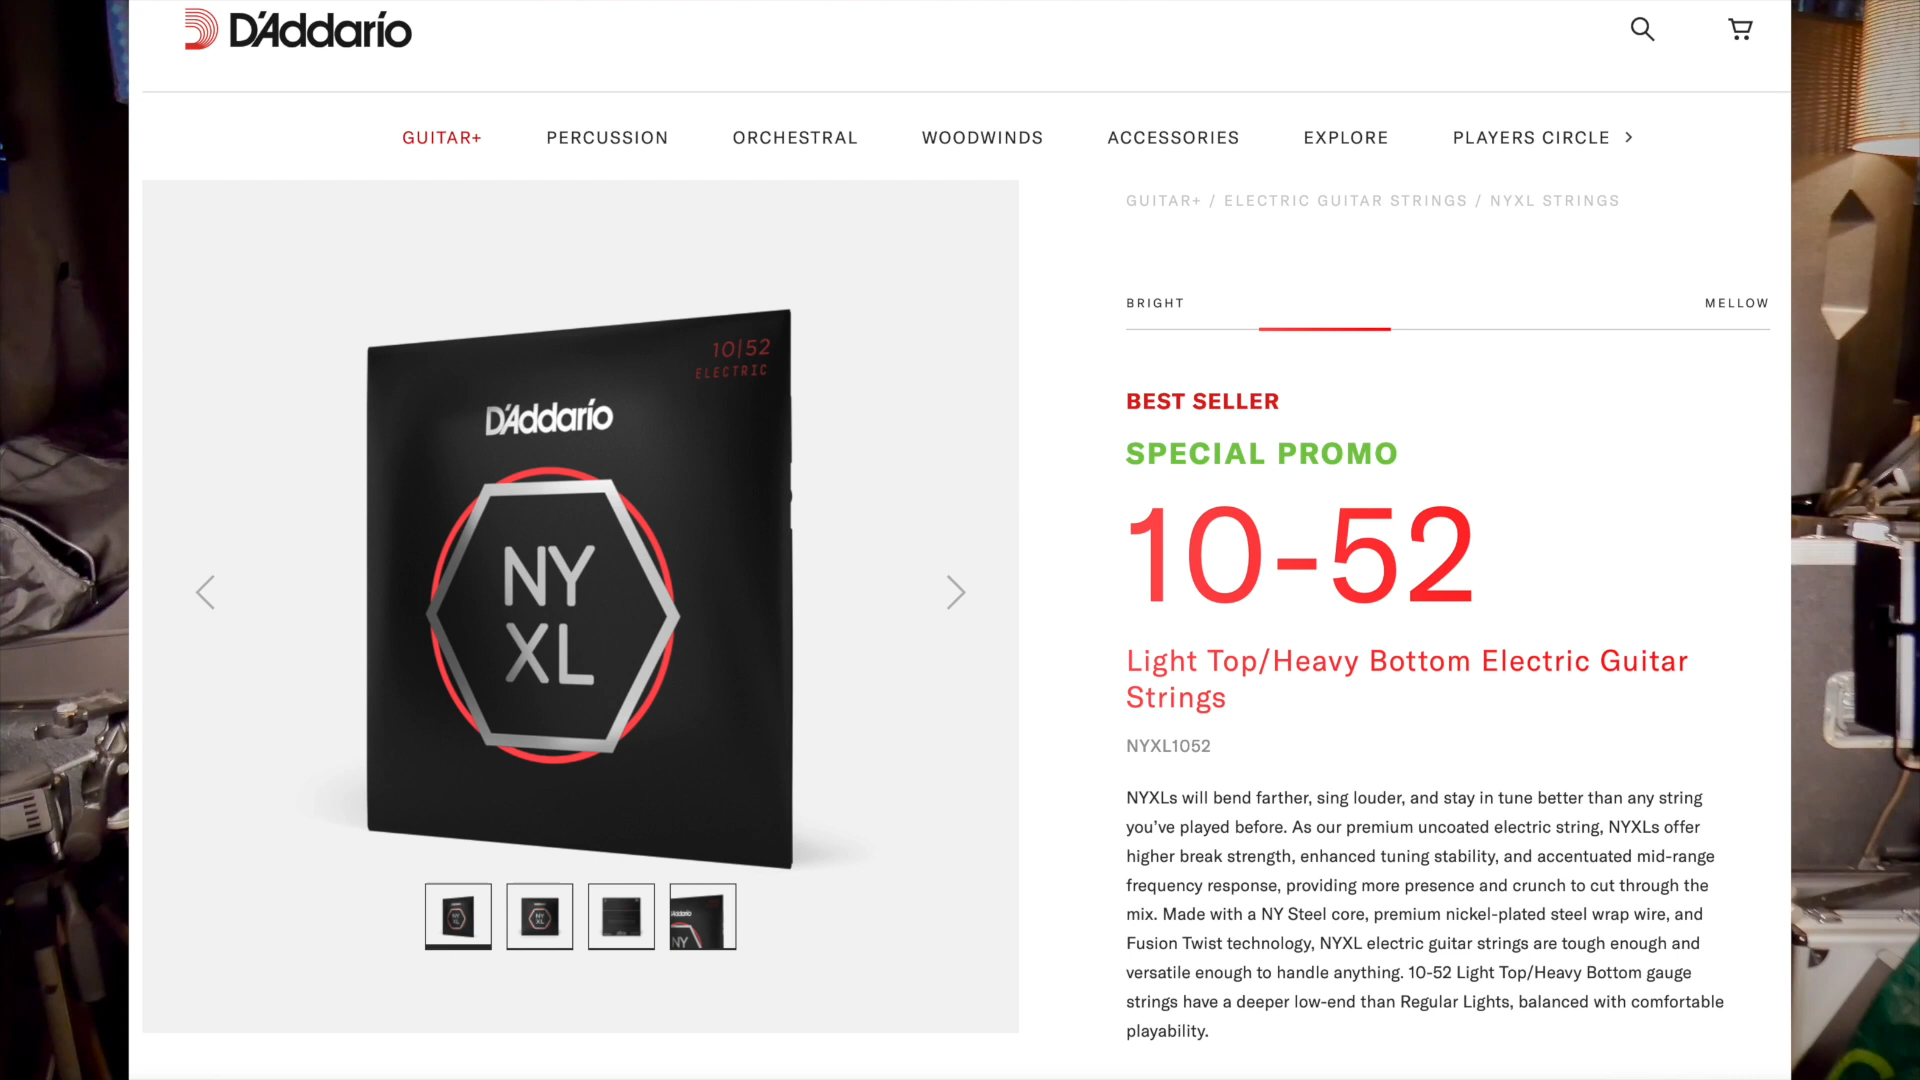 D'Addario
GUITAR+ PERCUSSION ORCHESTRAL WOODWINDS ACCESSORIES EXPLORE PLAYERS CIRCLE
GUITAR+ / ELECTRIC GUITAR STRINGS / NYXL STRINGS
BRIGHT MELLOW
10|52
ELECTRIC
D'Addario
NY
XL
BEST SELLER
SPECIAL PROMO
10-52
Light Top/Heavy Bottom Electric Guitar
Strings
NYXL1052
NYXLs will bend farther, sing louder, and stay in tune better than any string
you’ve played before. As our premium uncoated electric string, NYXLs offer
higher break strength, enhanced tuning stability, and accentuated mid-range
frequency response, providing more presence and crunch to cut through the
mix. Made with a NY Steel core, premium nickel-plated steel wrap wire, and
Fusion Twist technology, NYXL electric guitar strings are tough enough and
versatile enough to handle anything. 10-52 Light Top/Heavy Bottom gauge
strings have a deeper low-end than Regular Lights, balanced with comfortable
playability.
NY
XL
NY
XL
D'Addario
NY